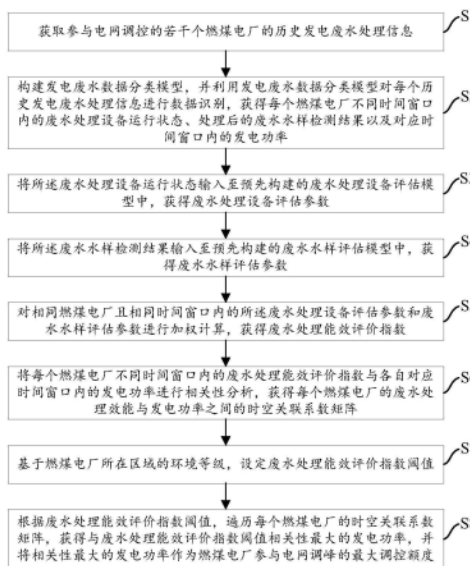 获取参与电网调控的若干个燃煤电厂的历史发电废水处理信息
S
构建发电废水数据分类模型，并利用发电废水数据分类模型对每个历
史发电废水处理信息进行数据识别，获得每个燃煤电厂不同时间窗口
内的废水处理设备运行状态、处理后的废水水样检测结果以及对应时
间窗口内的发电功率
S
将所述废水处理设备运行状态输入至预先构建的废水处理设备评估模
型中，获得废水处理设备评估参数
S
将所述废水水样检测结果输入至预先构建的废水水样评估模型中，获
得废水水样评估参数
S
对相同燃煤电厂且相同时间窗口内的所述废水处理设备评估参数和废
水水样评估参数进行加权计算，获得废水处理能效评价指数
S
将每个燃煤电厂不同时间窗口内的废水处理能效评价指数与各自对应
时间窗口内的发电功率进行相关性分析，获得每个燃煤电厂的废水处
理效能与发电功率之间的时空关联系数矩阵
S
基于燃煤电厂所在区域的环境等级，设定废水处理能效评价指数阈值
S
根据废水处理能效评价指数阈值，遍历每个燃煤电厂的时空关联系数
矩阵，获得与废水处理能效评价指数阈值相关性最大的发电功率，并
将相关性最大的发电功率作为燃煤电厂参与电网调峰的最大调控额度
S